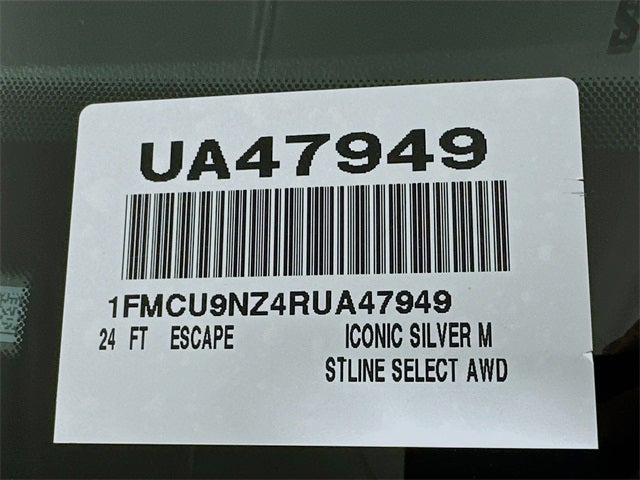 UA47949
1FMCU9NZ4RUA47949
24 FT ESCAPE ICONIC SILVER M
STLINE SELECT AWD